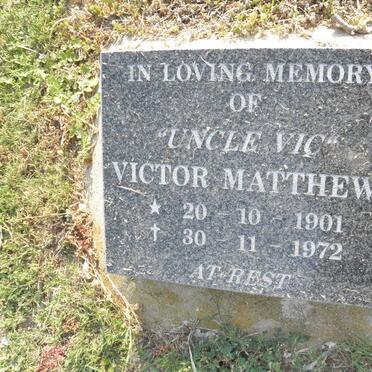 IN LOVING MEMORY
OF
"UNCLE VIC"
VICTOR MATTHEW
★ 20 - 10 - 1901
✝ 30 - 11 - 1972
AT REST